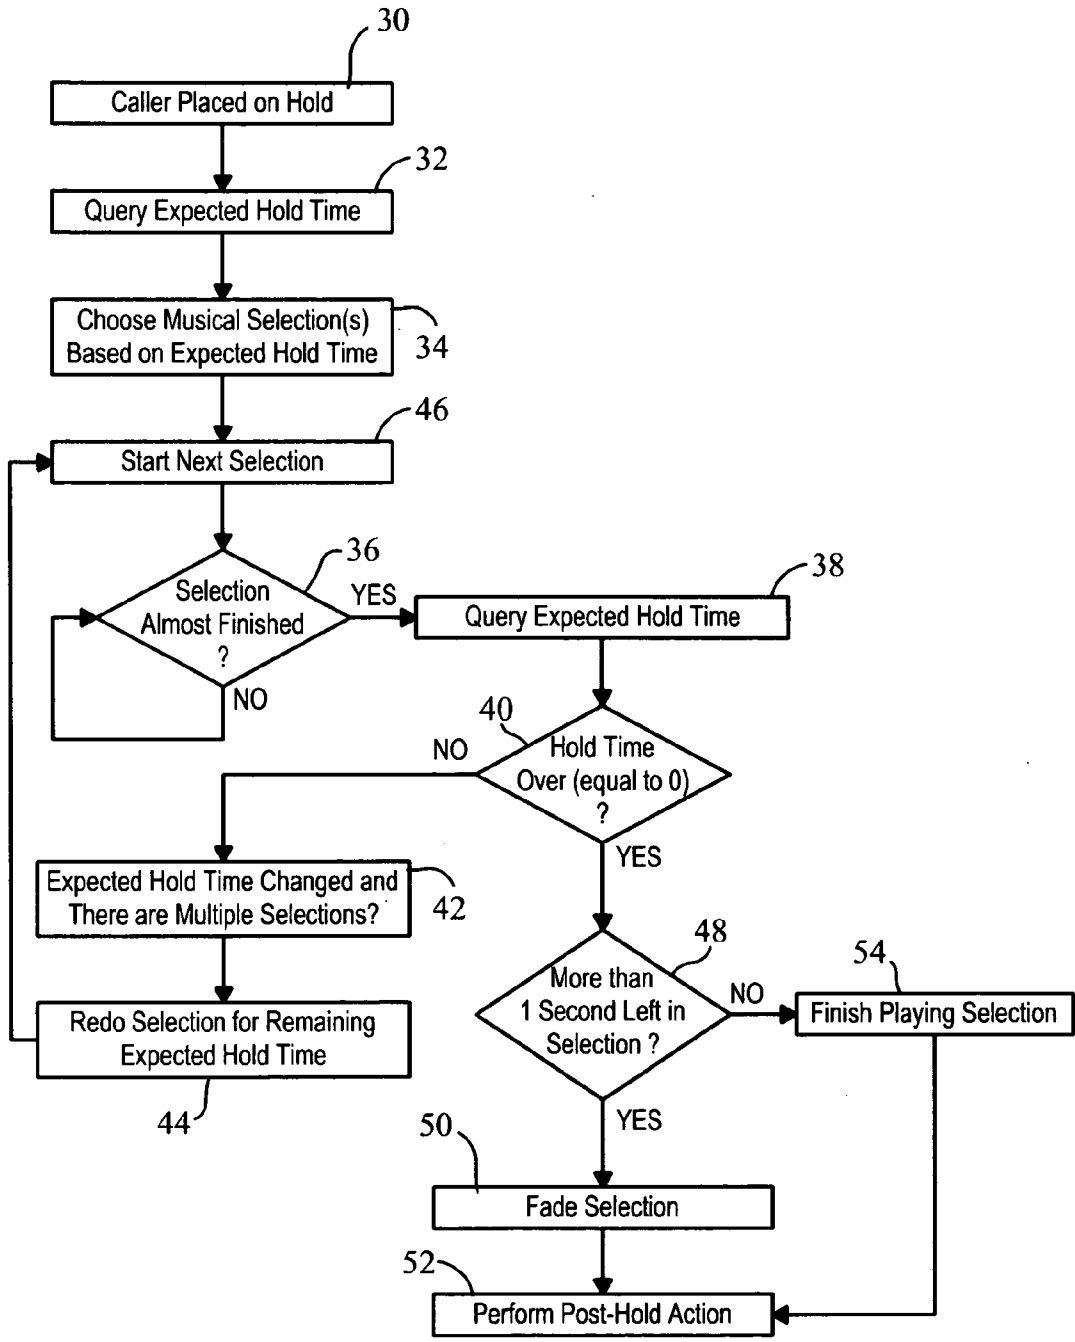 30
Caller Placed on Hold
32
Query Expected Hold Time
Choose Musical Selection(s)
Based on Expected Hold Time
34
46
Start Next Selection
36
Selection
Almost Finished
?
YES
NO
38
Query Expected Hold Time
40
Hold Time
Over (equal to 0)
?
NO
YES
Expected Hold Time Changed and
There are Multiple Selections?
42
Redo Selection for Remaining
Expected Hold Time
44
48
More than
1 Second Left in
Selection ?
NO
YES
54
Finish Playing Selection
50
Fade Selection
52
Perform Post-Hold Action